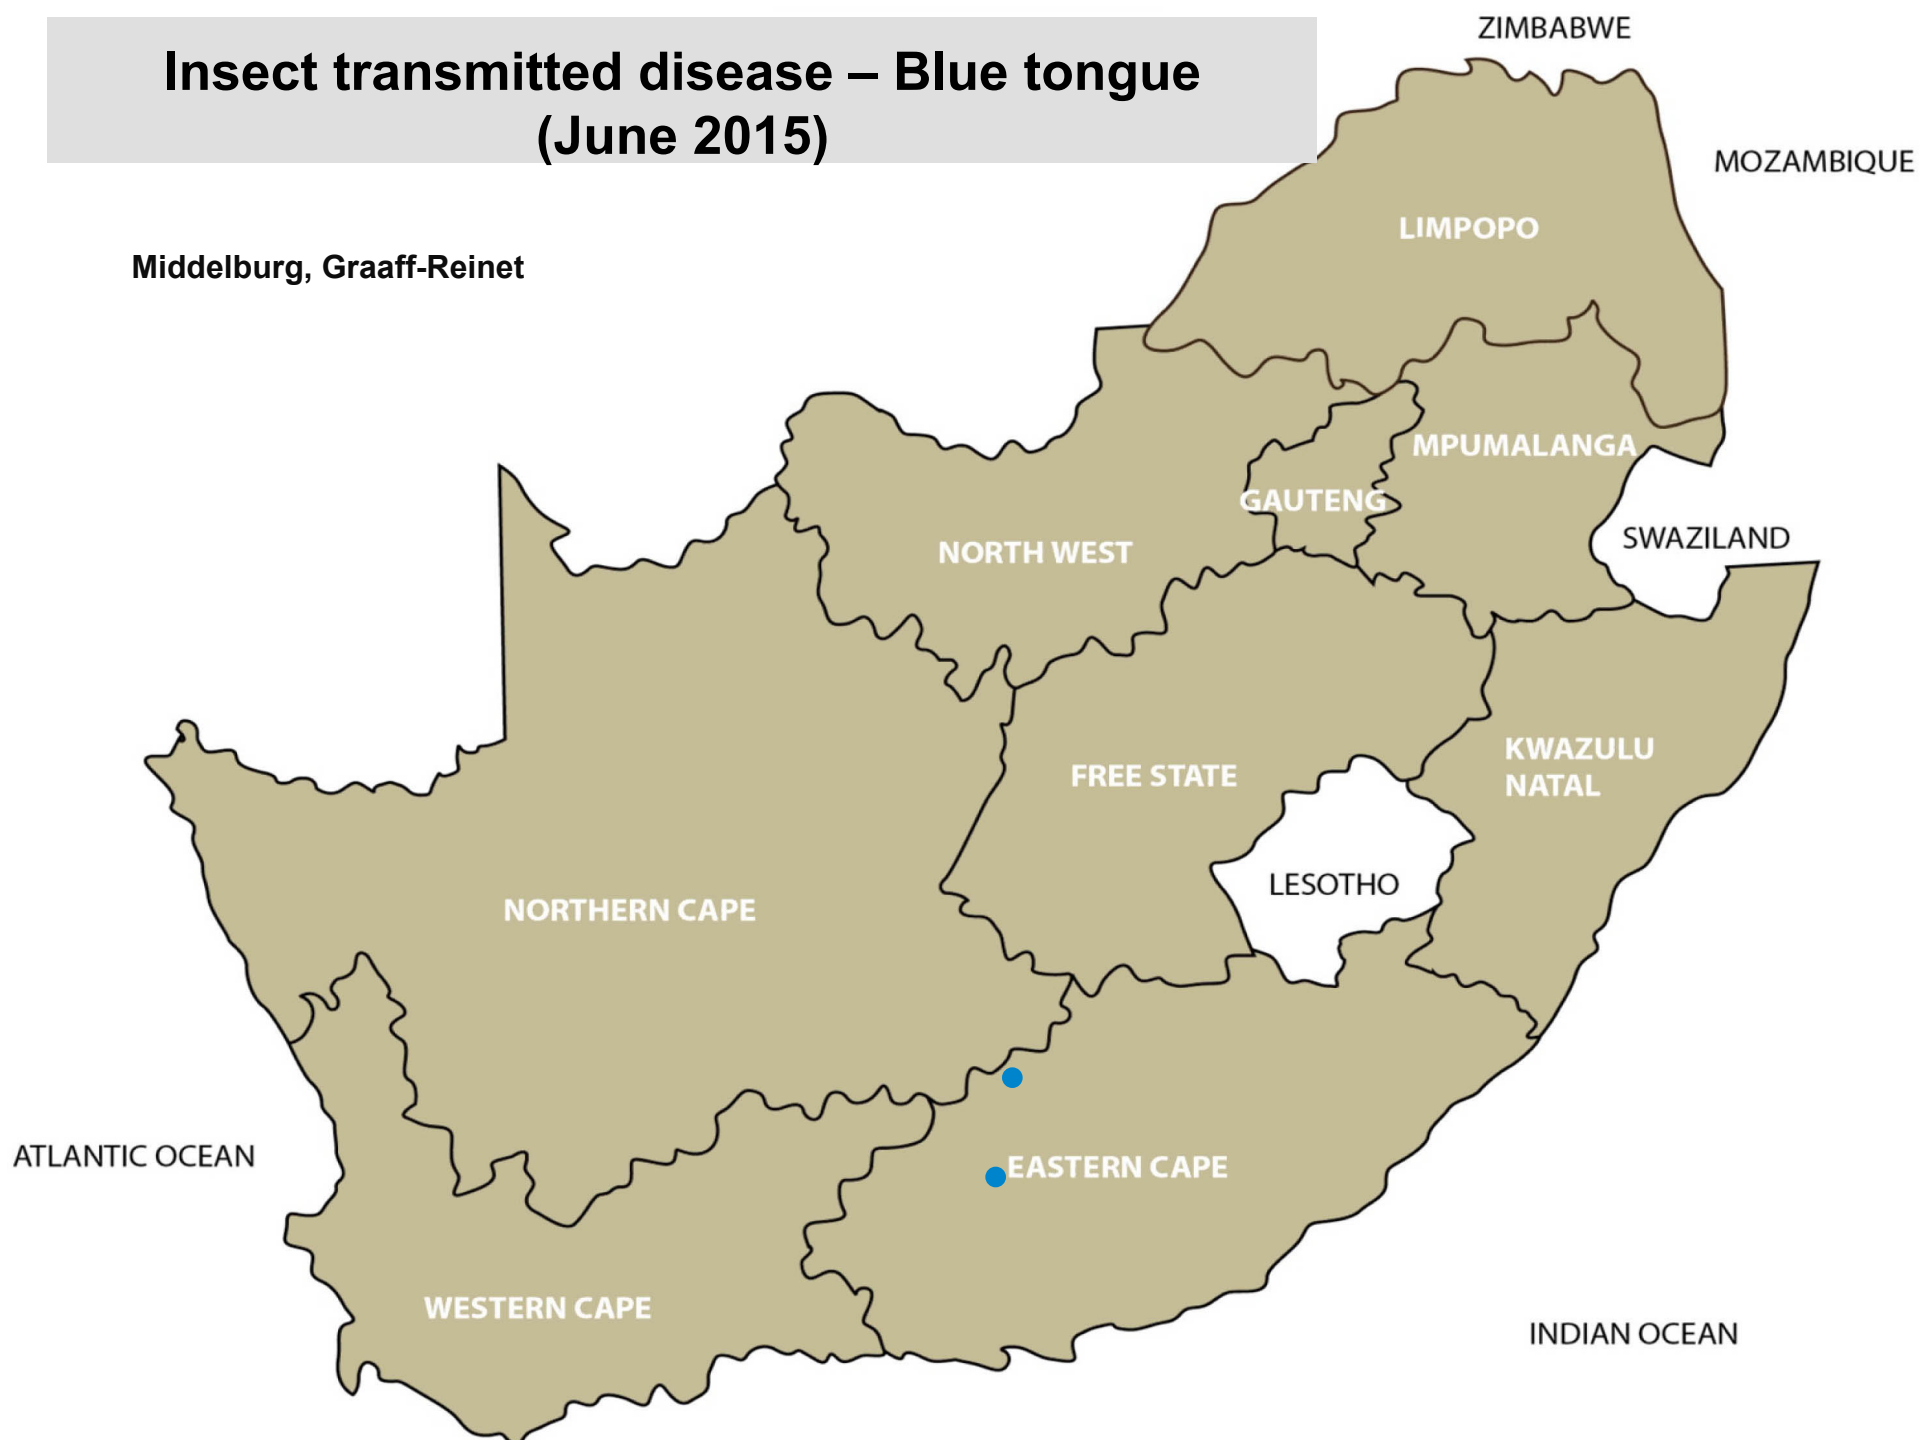 Insect transmitted disease – Blue tongue
(June 2015)
ZIMBABWE
MOZAMBIQUE
LIMPOPO
Middelburg, Graaff-Reinet
MPUMALANGA
GAUTENG
SWAZILAND
NORTH WEST
KWAZULU
NATAL
FREE STATE
LESOTHO
NORTHERN CAPE
ATLANTIC OCEAN
EASTERN CAPE
WESTERN CAPE
INDIAN OCEAN